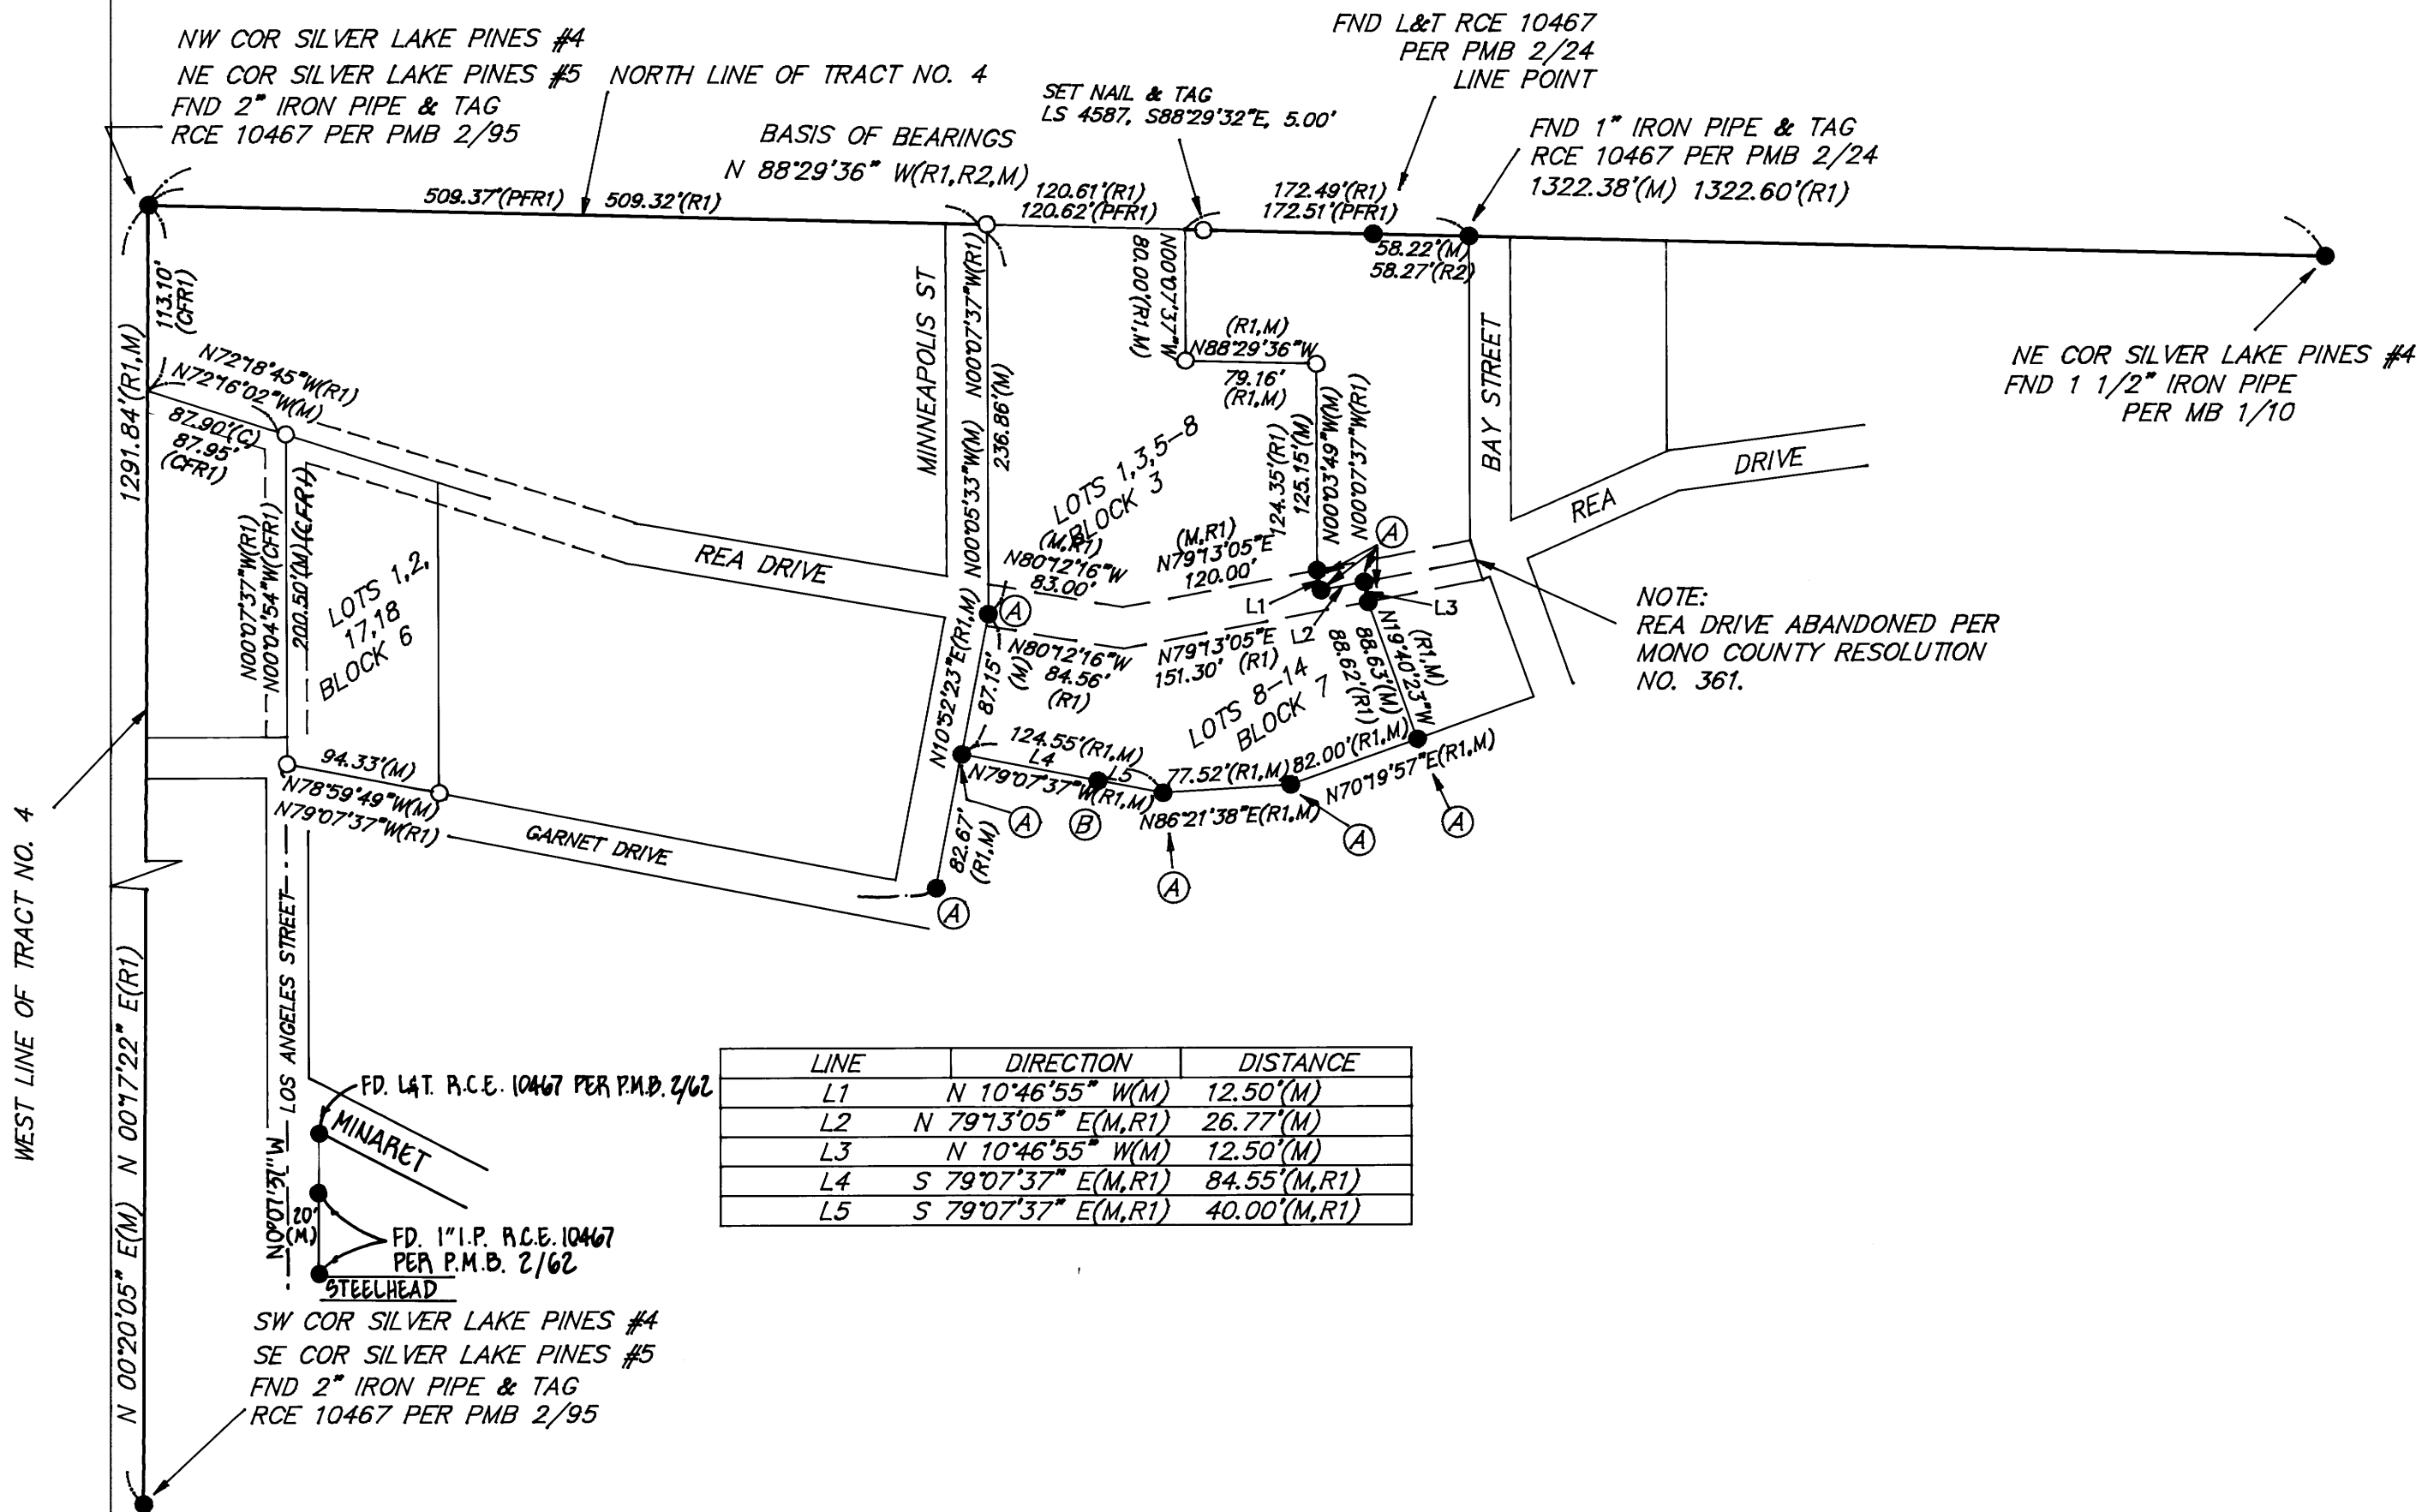 NW COR SILVER LAKE PINES #4
NE COR SILVER LAKE PINES #5
FND 2" IRON PIPE & TAG
RCE 10467 PER PMB 2/95
NORTH LINE OF TRACT NO. 4
BASIS OF BEARINGS
N 88°29'36" W(R1,R2,M)
SET NAIL & TAG
LS 4587, S88°29'32"E, 5.00'
FND L&T RCE 10467
PER PMB 2/24
LINE POINT
FND 1" IRON PIPE & TAG
RCE 10467 PER PMB 2/24
1322.38'(M) 1322.60'(R1)
509.37'(PFR1) 509.32'(R1)
120.61'(R1)
120.62'(PFR1)
172.49'(R1)
172.51'(PFR1)
58.22'(M)
58.27'(R2)
NE COR SILVER LAKE PINES #4
FND 1 1/2" IRON PIPE
PER MB 1/10
113.10'
(CFR1)
1291.84'(R1,M)
N72°18'45"W(R1)
N72°16'02"W(M)
87.90'(C)
87.95'
(CFR1)
N00°07'37"W(R1)
N00°04'54"W(CFR1)
200.50'(M)(CFR1)
LOTS 1,2,
17,18
BLOCK 6
REA DRIVE
MINNEAPOLIS ST
N00°05'33"W(M) N00°07'37"W(R1)
236.86'(M)
N00°07'37"W
80.00'(R1,M)
(R1,M)
N88°29'36"W
79.16'
(R1,M)
LOTS 1,3,5-8
BLOCK 3
124.35'(R1)
125.15'(M)
N00°03'49"W(M)
N00°07'37"W(R1)
BAY STREET
REA
DRIVE
(M,R1)
N80°12'16"W
83.00'
(M,R1)
N79°13'05"E
120.00'
A
L1
L2
L3
NOTE:
REA DRIVE ABANDONED PER
MONO COUNTY RESOLUTION
NO. 361.
A
N80°12'16"W
84.56'
(R1)
N79°13'05"E
151.30' (R1)
LOTS 8-14
BLOCK 7
(R1,M)
N19°40'23"W
88.63'(M)
88.62'(R1)
N10°52'23"E(R1,M)
87.15'
(M)
124.55'(R1,M)
L4
L5
N79°07'37"W(R1,M)
77.52'(R1,M)
82.00'(R1,M)
N86°21'38"E(R1,M)
N70°19'57"E(R1,M)
A
B
A
A
A
82.67'
(R1,M)
A
94.33'(M)
N78°59'49"W(M)
N79°07'37"W(R1)
GARNET DRIVE
WEST LINE OF TRACT NO. 4
N 00°20'05" E(M) N 00°17'22" E(R1)
LOS ANGELES STREET
N0°07'37"W
20'
(M)
FD. L&T. R.C.E. 10467 PER P.M.B. 2/62
MINARET
FD. 1" I.P. R.C.E. 10467
PER P.M.B. 2/62
STEELHEAD
SW COR SILVER LAKE PINES #4
SE COR SILVER LAKE PINES #5
FND 2" IRON PIPE & TAG
RCE 10467 PER PMB 2/95
LINE DIRECTION DISTANCE
L1 N 10°46'55" W(M) 12.50'(M)
L2 N 79°13'05" E(M,R1) 26.77'(M)
L3 N 10°46'55" W(M) 12.50'(M)
L4 S 79°07'37" E(M,R1) 84.55'(M,R1)
L5 S 79°07'37" E(M,R1) 40.00'(M,R1)